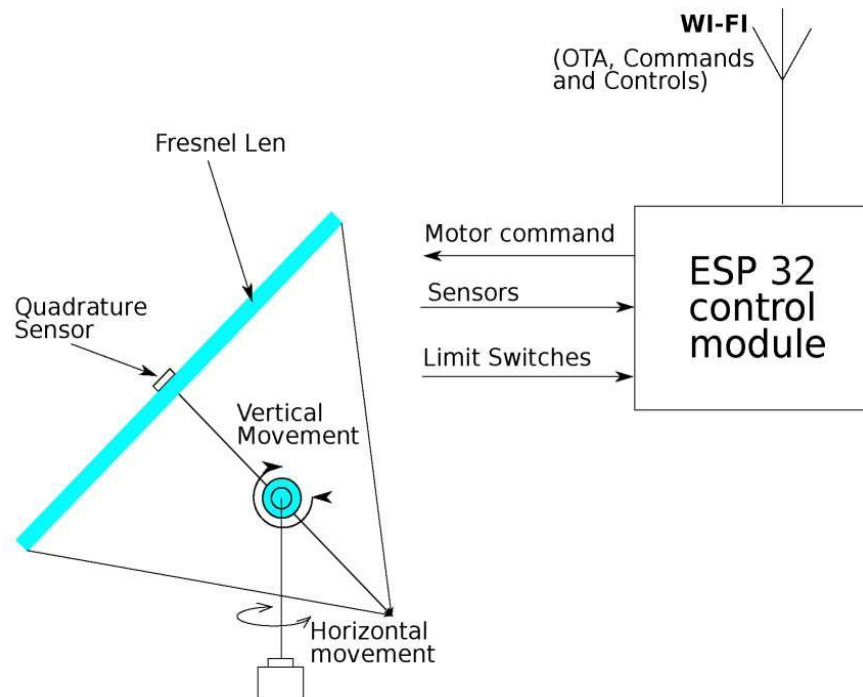 WI-FI
(OTA, Commands
and Controls)
Fresnel Len
Motor command
Sensors
Limit Switches
ESP 32
control
module
Quadrature
Sensor
Vertical
Movement
Horizontal
movement